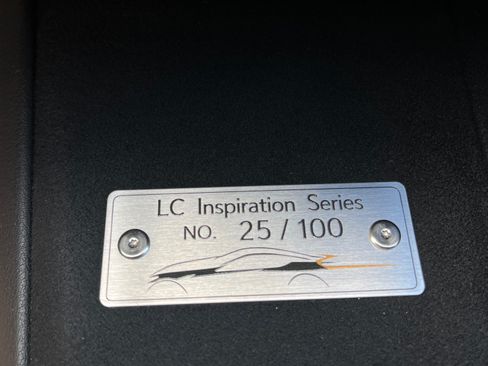 LC Inspiration Series
NO. 25/100